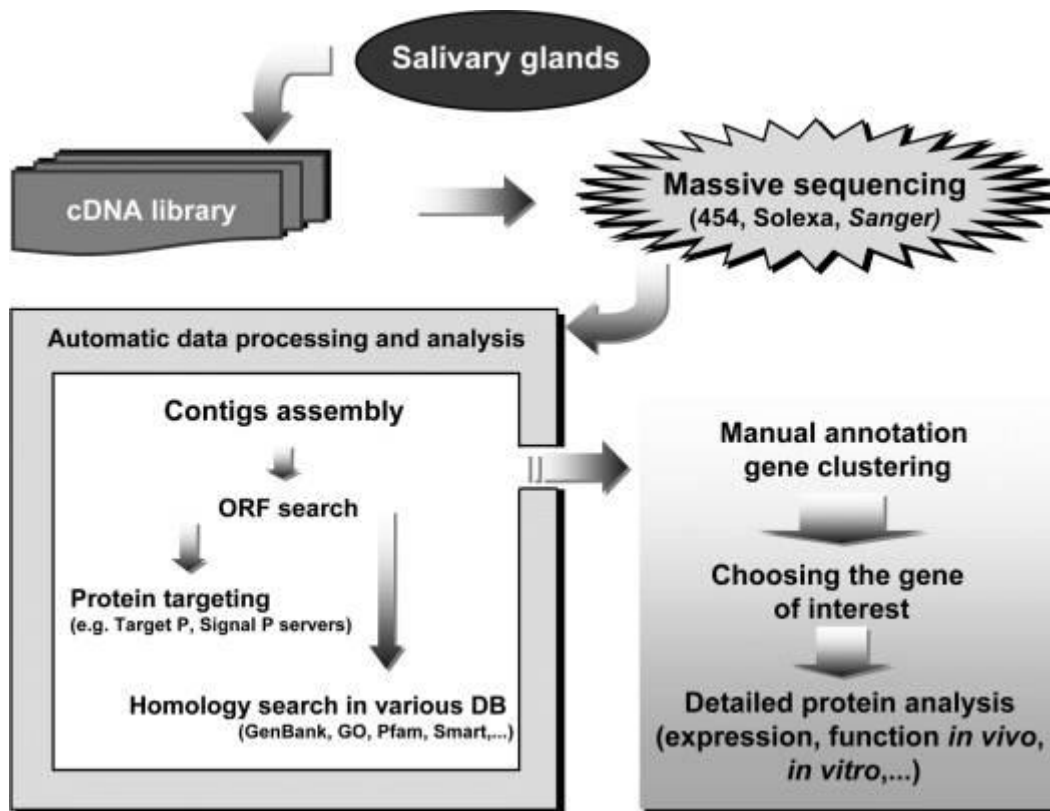 Salivary glands
cDNA library
Massive sequencing
(454, Solexa, Sanger)
Automatic data processing and analysis
Contigs assembly
ORF search
Protein targeting
(e.g. Target P, Signal P servers)
Homology search in various DB
(GenBank, GO, Pfam, Smart,...)
Manual annotation
gene clustering
Choosing the gene
of interest
Detailed protein analysis
(expression, function in vivo,
in vitro,...)